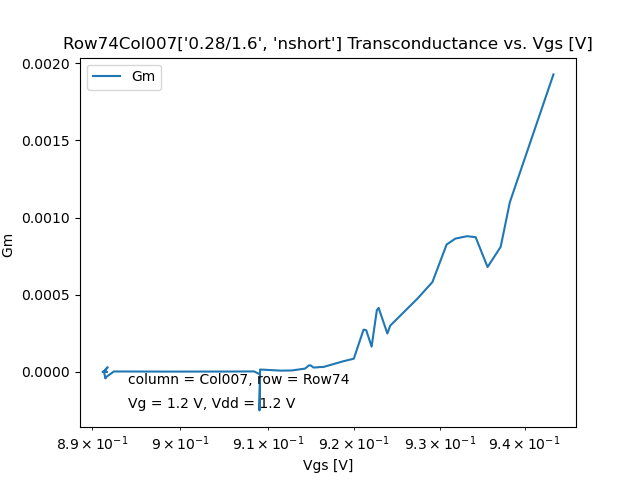 Row74Col007['0.28/1.6', 'nshort'] Transconductance vs. Vgs [V]
Gm
0.0020
0.0015
0.0010
0.0005
0.0000
Gm
column = Col007, row = Row74
Vg = 1.2 V, Vdd = 1.2 V
8.9 × 10⁻¹ 9 × 10⁻¹ 9.1 × 10⁻¹ 9.2 × 10⁻¹ 9.3 × 10⁻¹ 9.4 × 10⁻¹
Vgs [V]